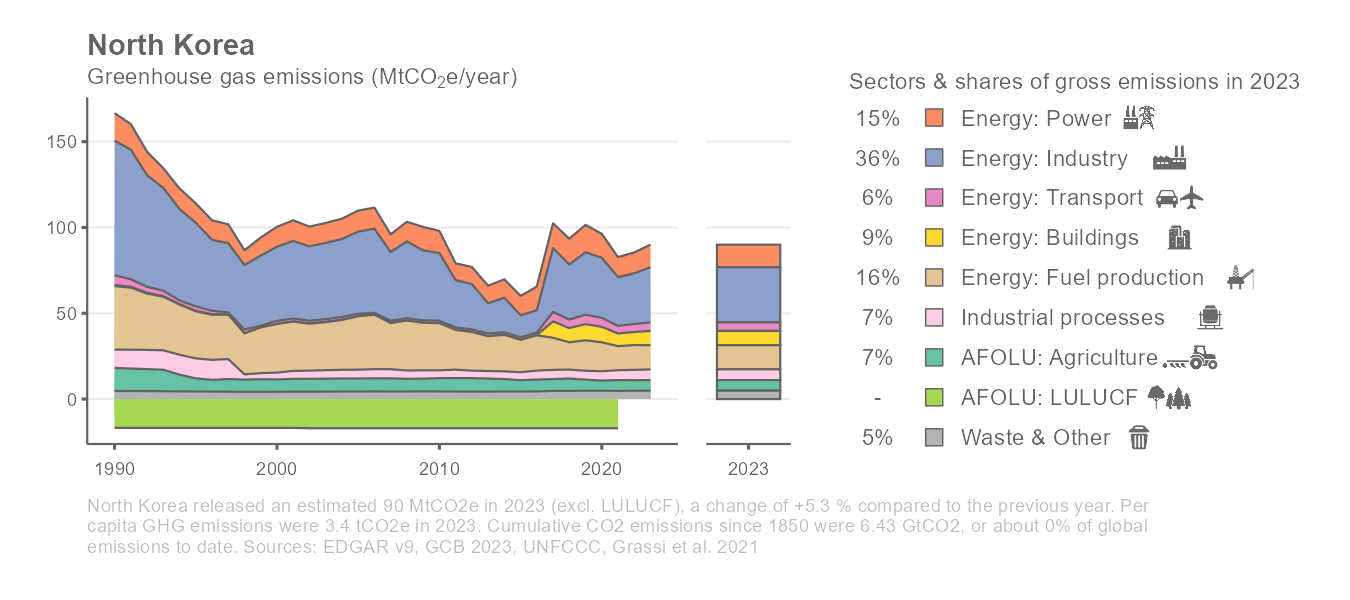 North Korea
Greenhouse gas emissions (MtCO₂e/year)
Sectors & shares of gross emissions in 2023
15% Energy: Power
36% Energy: Industry
6% Energy: Transport
9% Energy: Buildings
16% Energy: Fuel production
7% Industrial processes
7% AFOLU: Agriculture
- AFOLU: LULUCF
5% Waste & Other
150
100
50
0
1990 2000 2010 2020 2023
North Korea released an estimated 90 MtCO2e in 2023 (excl. LULUCF), a change of +5.3 % compared to the previous year. Per
capita GHG emissions were 3.4 tCO2e in 2023. Cumulative CO2 emissions since 1850 were 6.43 GtCO2, or about 0% of global
emissions to date. Sources: EDGAR v9, GCB 2023, UNFCCC, Grassi et al. 2021